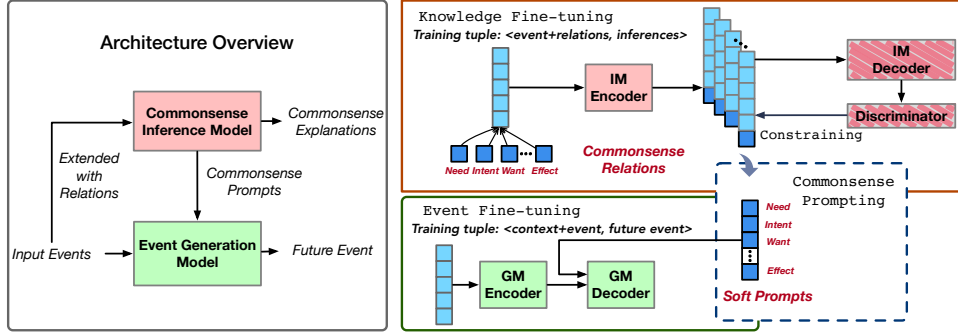 Architecture Overview
Commonsense
Inference Model
Commonsense
Explanations
Extended
with
Relations
Commonsense
Prompts
Input Events
Event Generation
Model
Future Event
Knowledge Fine-tuning
Training tuple: <event+relations, inferences>
IM
Encoder
IM
Decoder
Discriminator
Constraining
Need Intent Want Effect
Commonsense
Relations
Event Fine-tuning
Training tuple: <context+event, future event>
GM
Encoder
GM
Decoder
Commonsense
Prompting
Need
Intent
Want
Effect
Soft Prompts